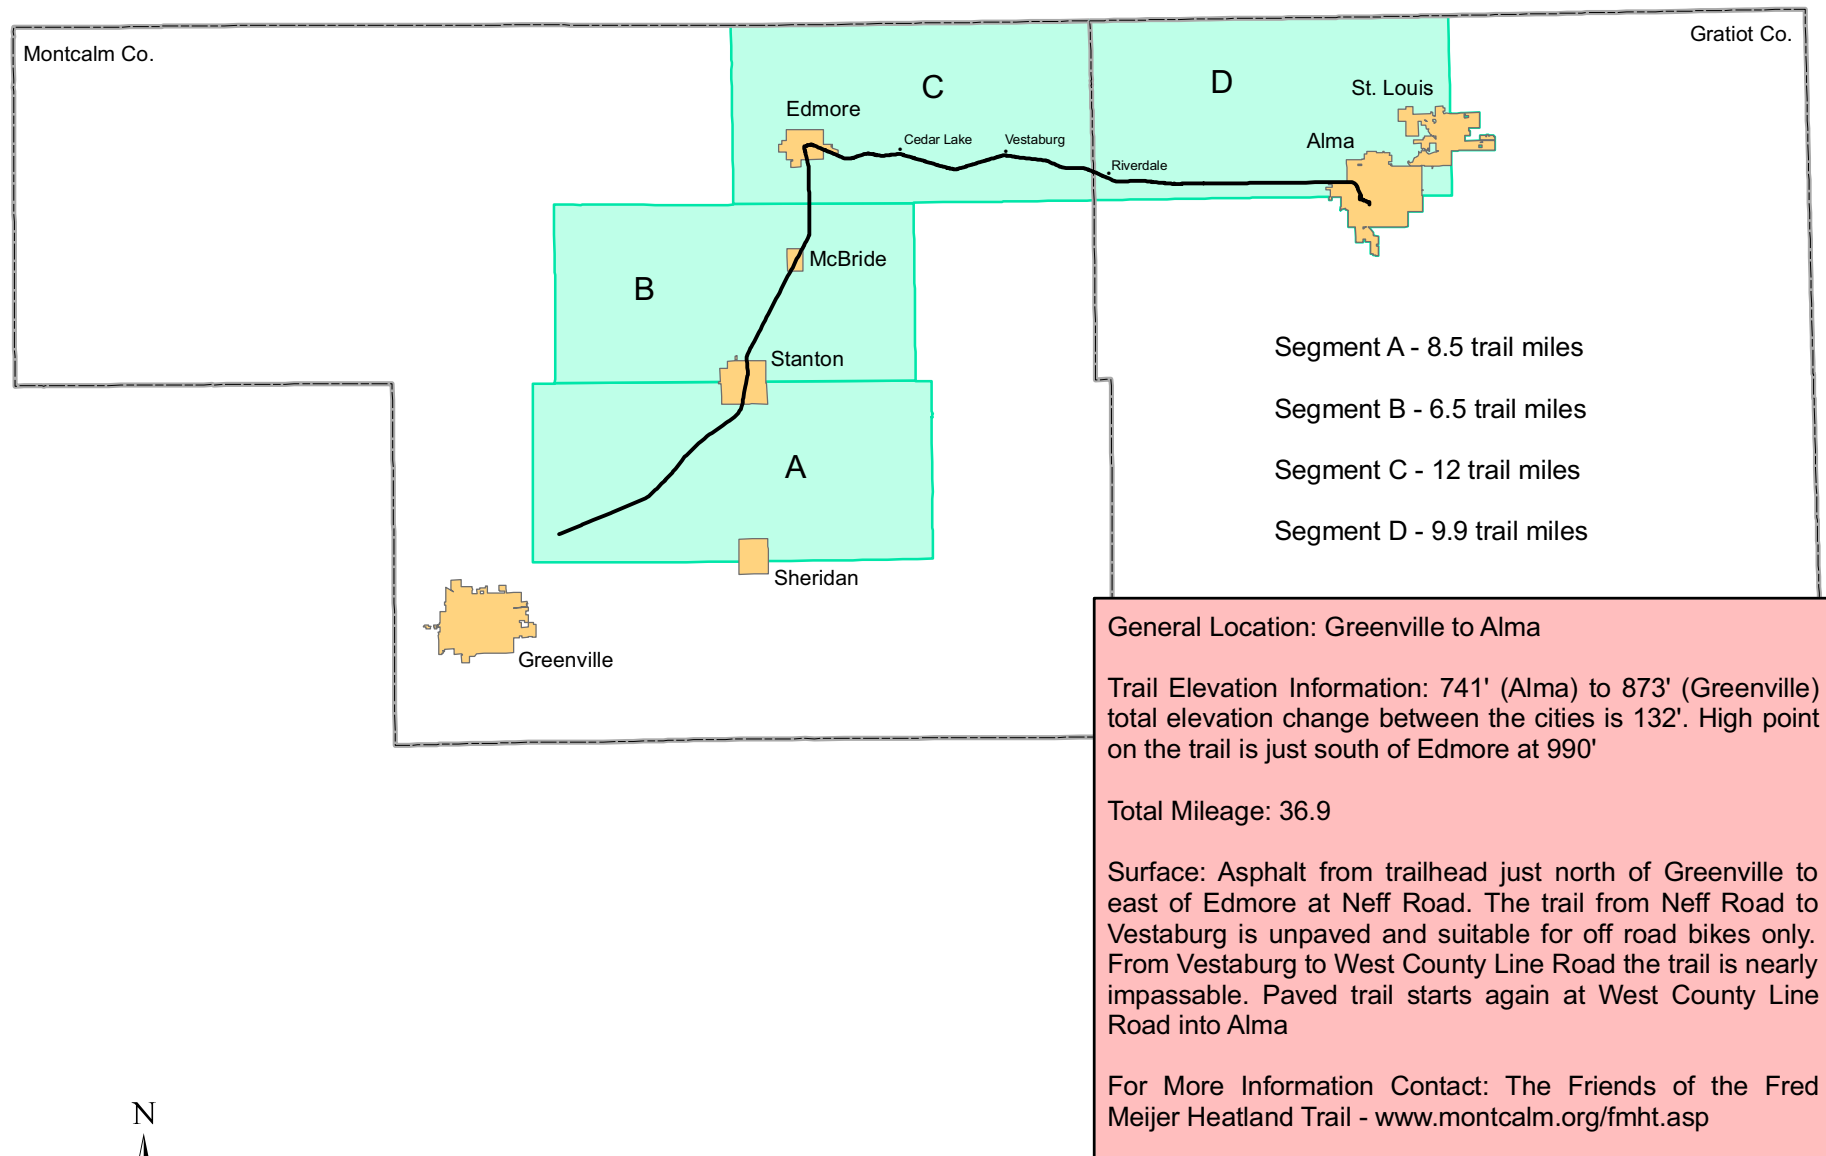 Montcalm Co.
Gratiot Co.
C
D
St. Louis
Edmore
Alma
Cedar Lake
Vestaburg
Riverdale
McBride
B
Stanton
A
Sheridan
Greenville
Segment A - 8.5 trail miles
Segment B - 6.5 trail miles
Segment C - 12 trail miles
Segment D - 9.9 trail miles
General Location: Greenville to Alma
Trail Elevation Information: 741' (Alma) to 873' (Greenville)
total elevation change between the cities is 132'. High point
on the trail is just south of Edmore at 990'
Total Mileage: 36.9
Surface: Asphalt from trailhead just north of Greenville to
east of Edmore at Neff Road. The trail from Neff Road to
Vestaburg is unpaved and suitable for off road bikes only.
From Vestaburg to West County Line Road the trail is nearly
impassable. Paved trail starts again at West County Line
Road into Alma
For More Information Contact: The Friends of the Fred
Meijer Heatland Trail - www.montcalm.org/fmht.asp
N